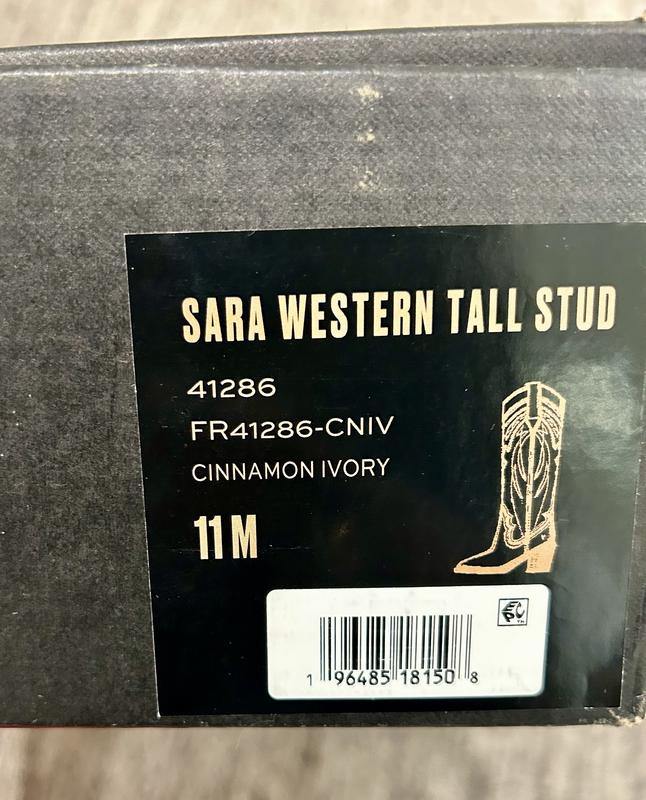 SARA WESTERN TALL STUD
41286
FR41286-CNIV
CINNAMON IVORY
11 M
1 96485 18150 8